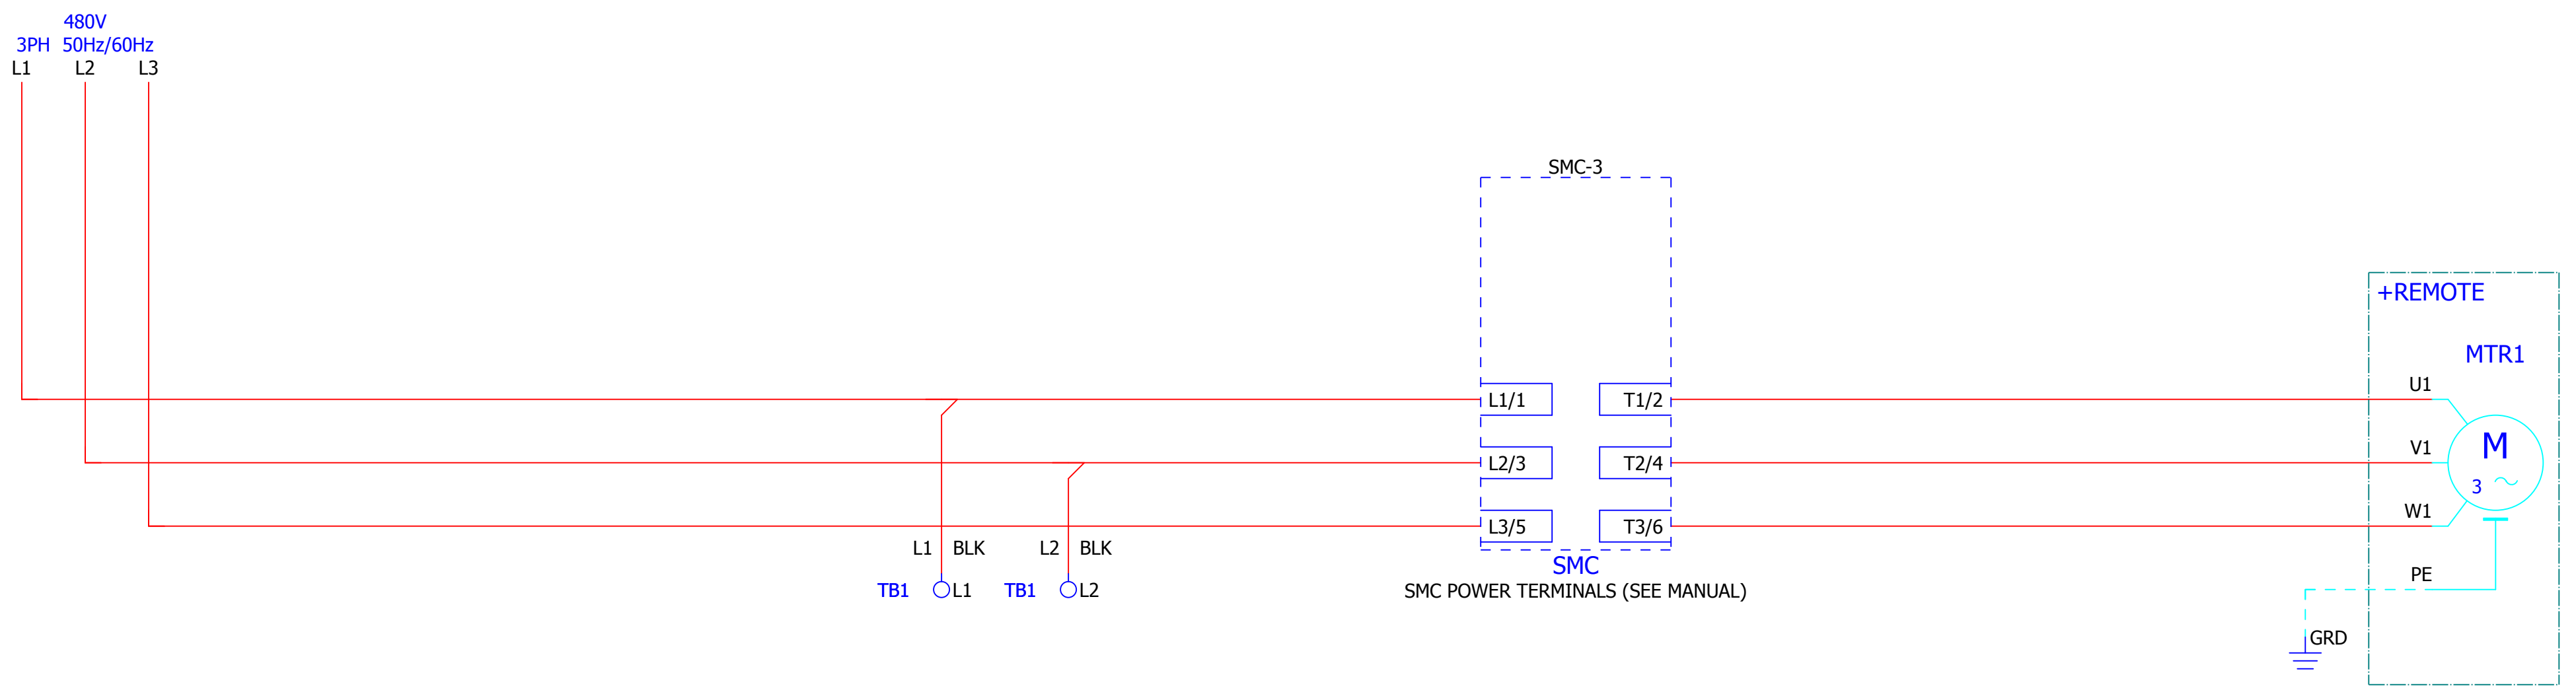 480V
3PH 50Hz/60Hz
L1 L2 L3
SMC-3
+REMOTE
MTR1
U1
L1/1 T1/2
M
V1
L2/3 T2/4
3
W1
L3/5 T3/6
L1 BLK L2 BLK
SMC
PE
TB1 L1 TB1 L2
SMC POWER TERMINALS (SEE MANUAL)
GRD